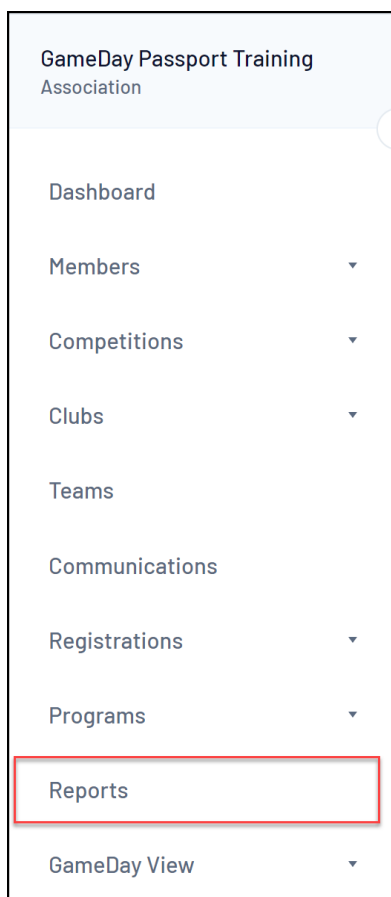 GameDay Passport Training
Association
Dashboard
Members
Competitions
Clubs
Teams
Communications
Registrations
Programs
Reports
GameDay View